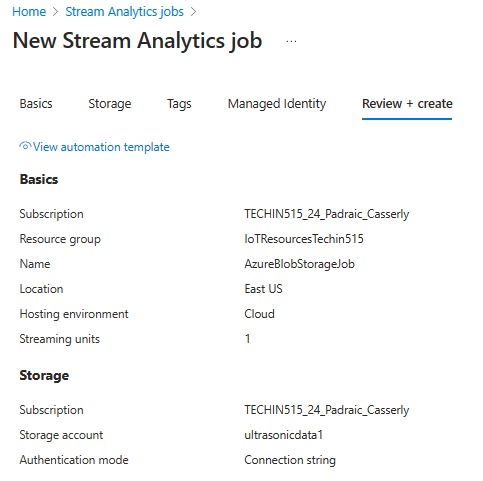 Home > Stream Analytics jobs >
New Stream Analytics job ...
Basics Storage Tags Managed Identity Review + create
View automation template
Basics
Subscription TECHIN515_24_Padraic_Casserly
Resource group IoTResourcesTechin515
Name AzureBlobStorageJob
Location East US
Hosting environment Cloud
Streaming units 1
Storage
Subscription TECHIN515_24_Padraic_Casserly
Storage account ultrasonicdata1
Authentication mode Connection string